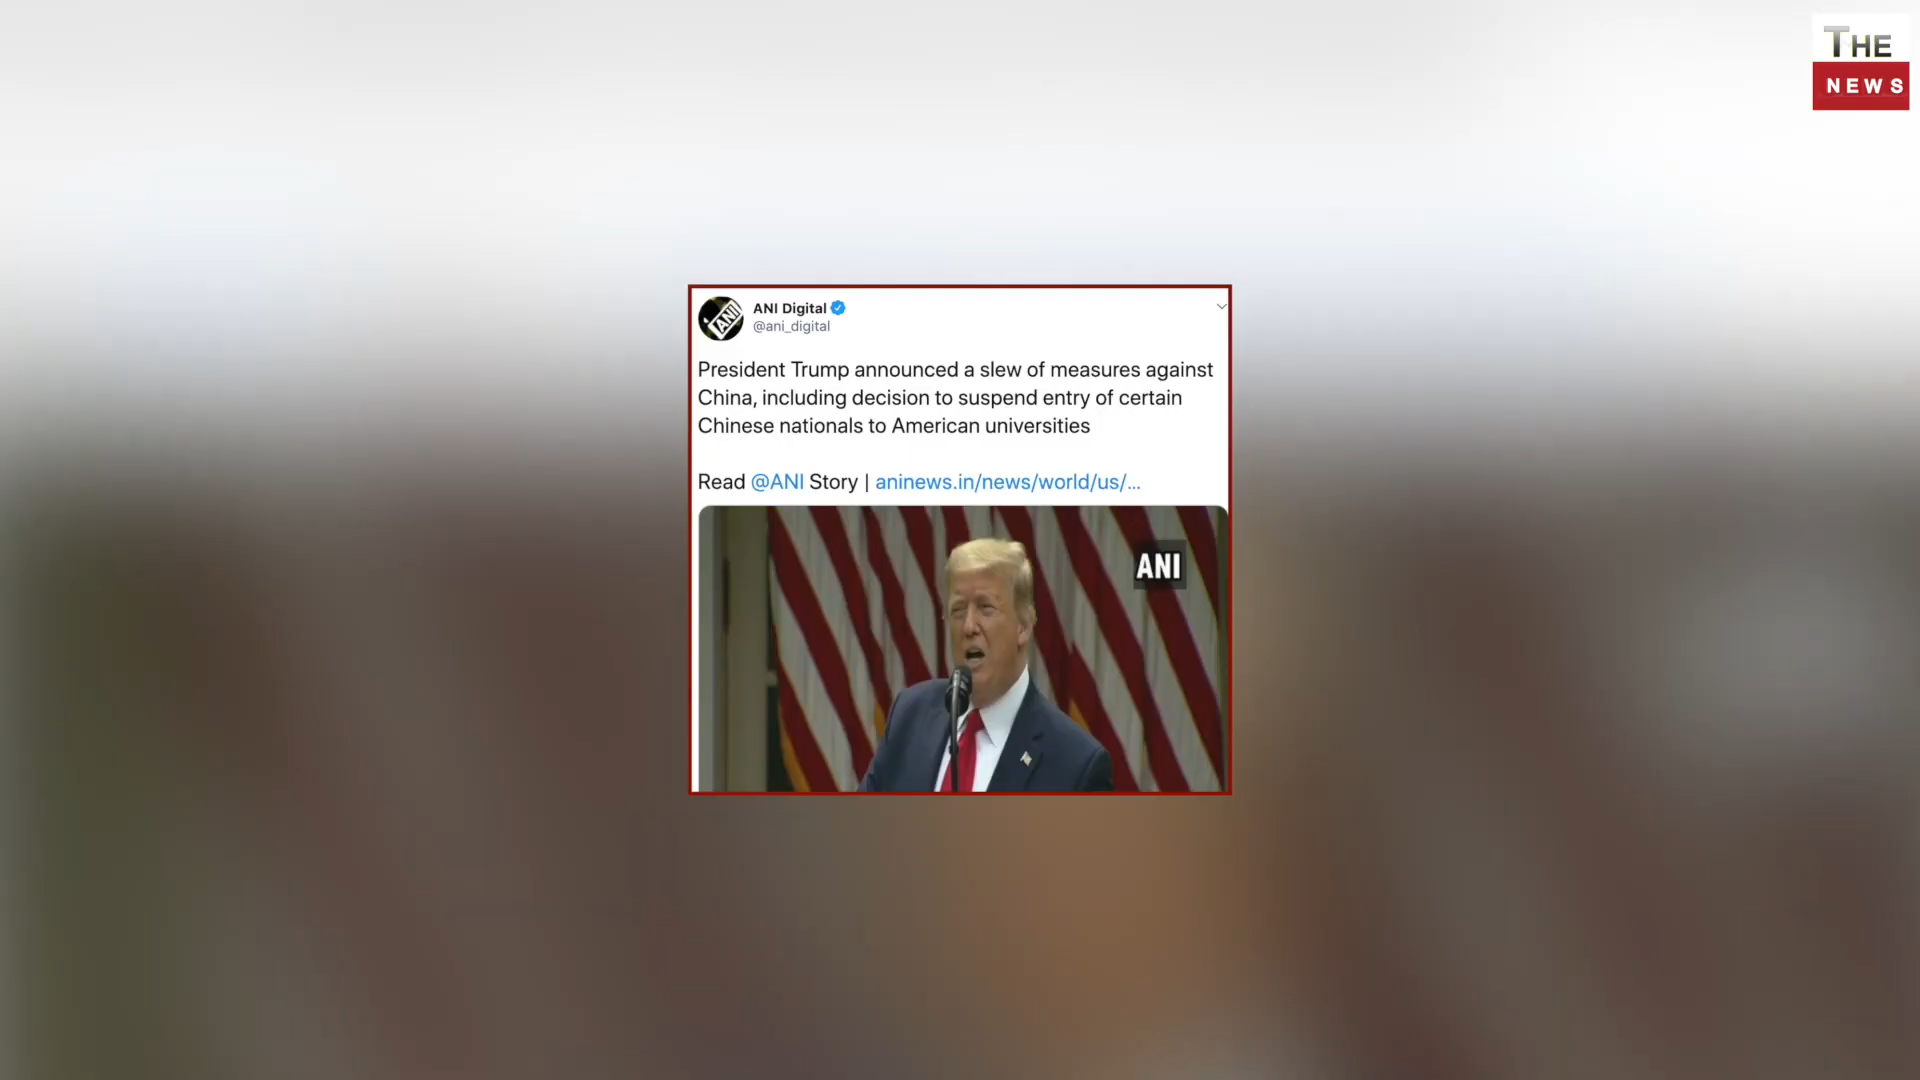 THE
NEWS
ANI Digital
@ani_digital
President Trump announced a slew of measures against
China, including decision to suspend entry of certain
Chinese nationals to American universities
Read @ANI Story | aninews.in/news/world/us/...
ANI